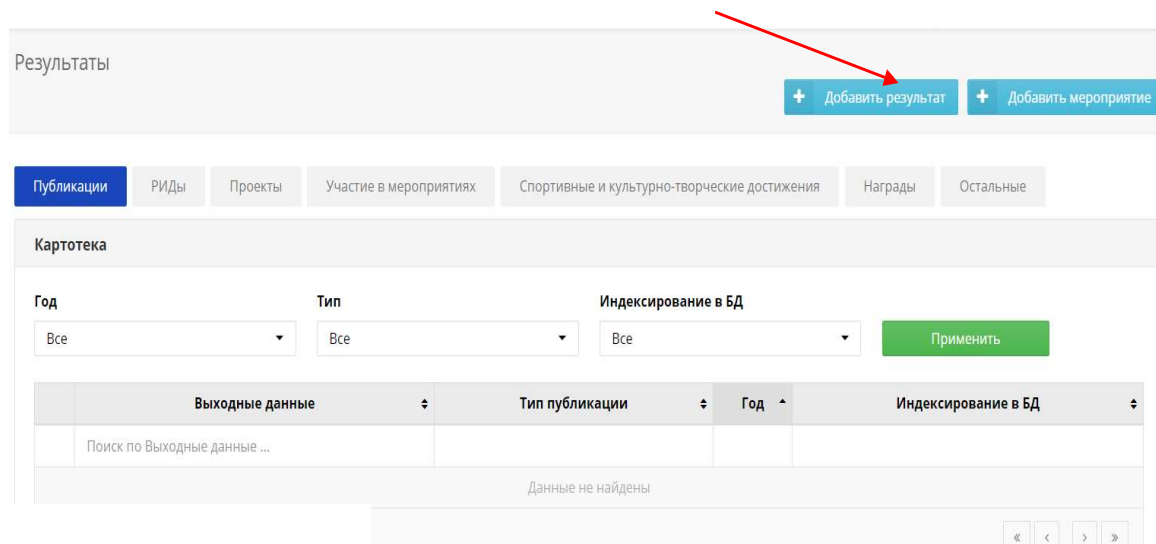 Результаты
+ Добавить результат + Добавить мероприятие
Публикации РИДы Проекты Участие в мероприятиях Спортивные и культурно-творческие достижения Награды Остальные
Картотека
Год Тип Индексирование в БД
Все Все Все Применить
Выходные данные Тип публикации Год Индексирование в БД
Поиск по Выходные данные ...
Данные не найдены
« ‹ › »